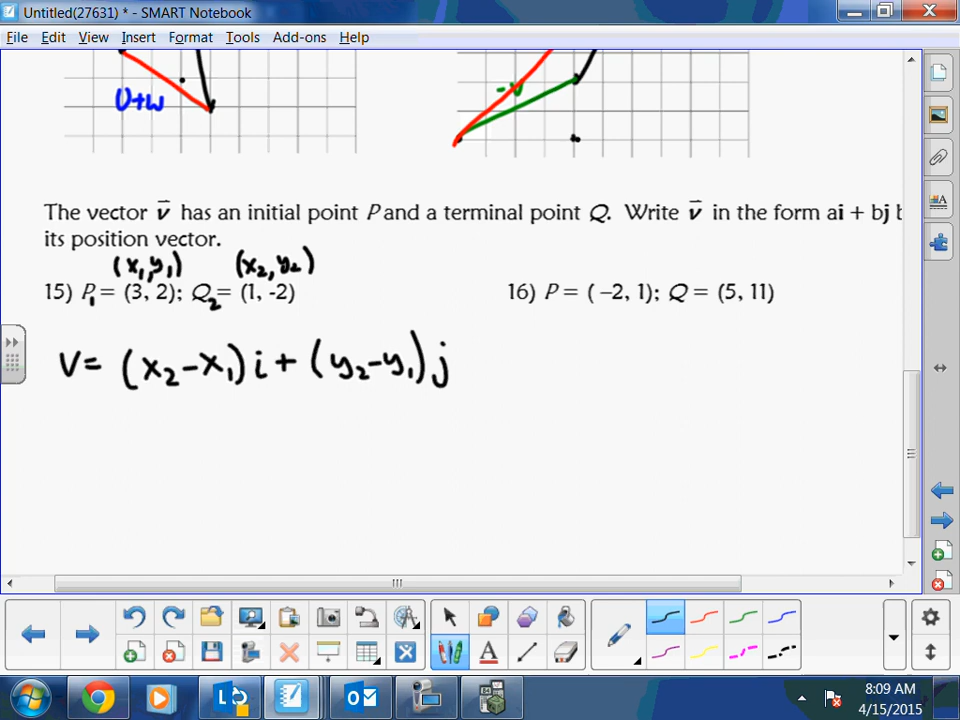 Untitled(27631) * - SMART Notebook
File Edit View Insert Format Tools Add-ons Help
U+w
-v
The vector v⃗ has an initial point P and a terminal point Q. Write v⃗ in the form ai + bj b
its position vector.
(x₁,y₁) (x₂,y₂)
15) P₁ = (3, 2); Q₂ = (1, -2)
16) P = ( −2, 1); Q = (5, 11)
V= (x₂-x₁)i + (y₂-y₁)j
8:09 AM
4/15/2015